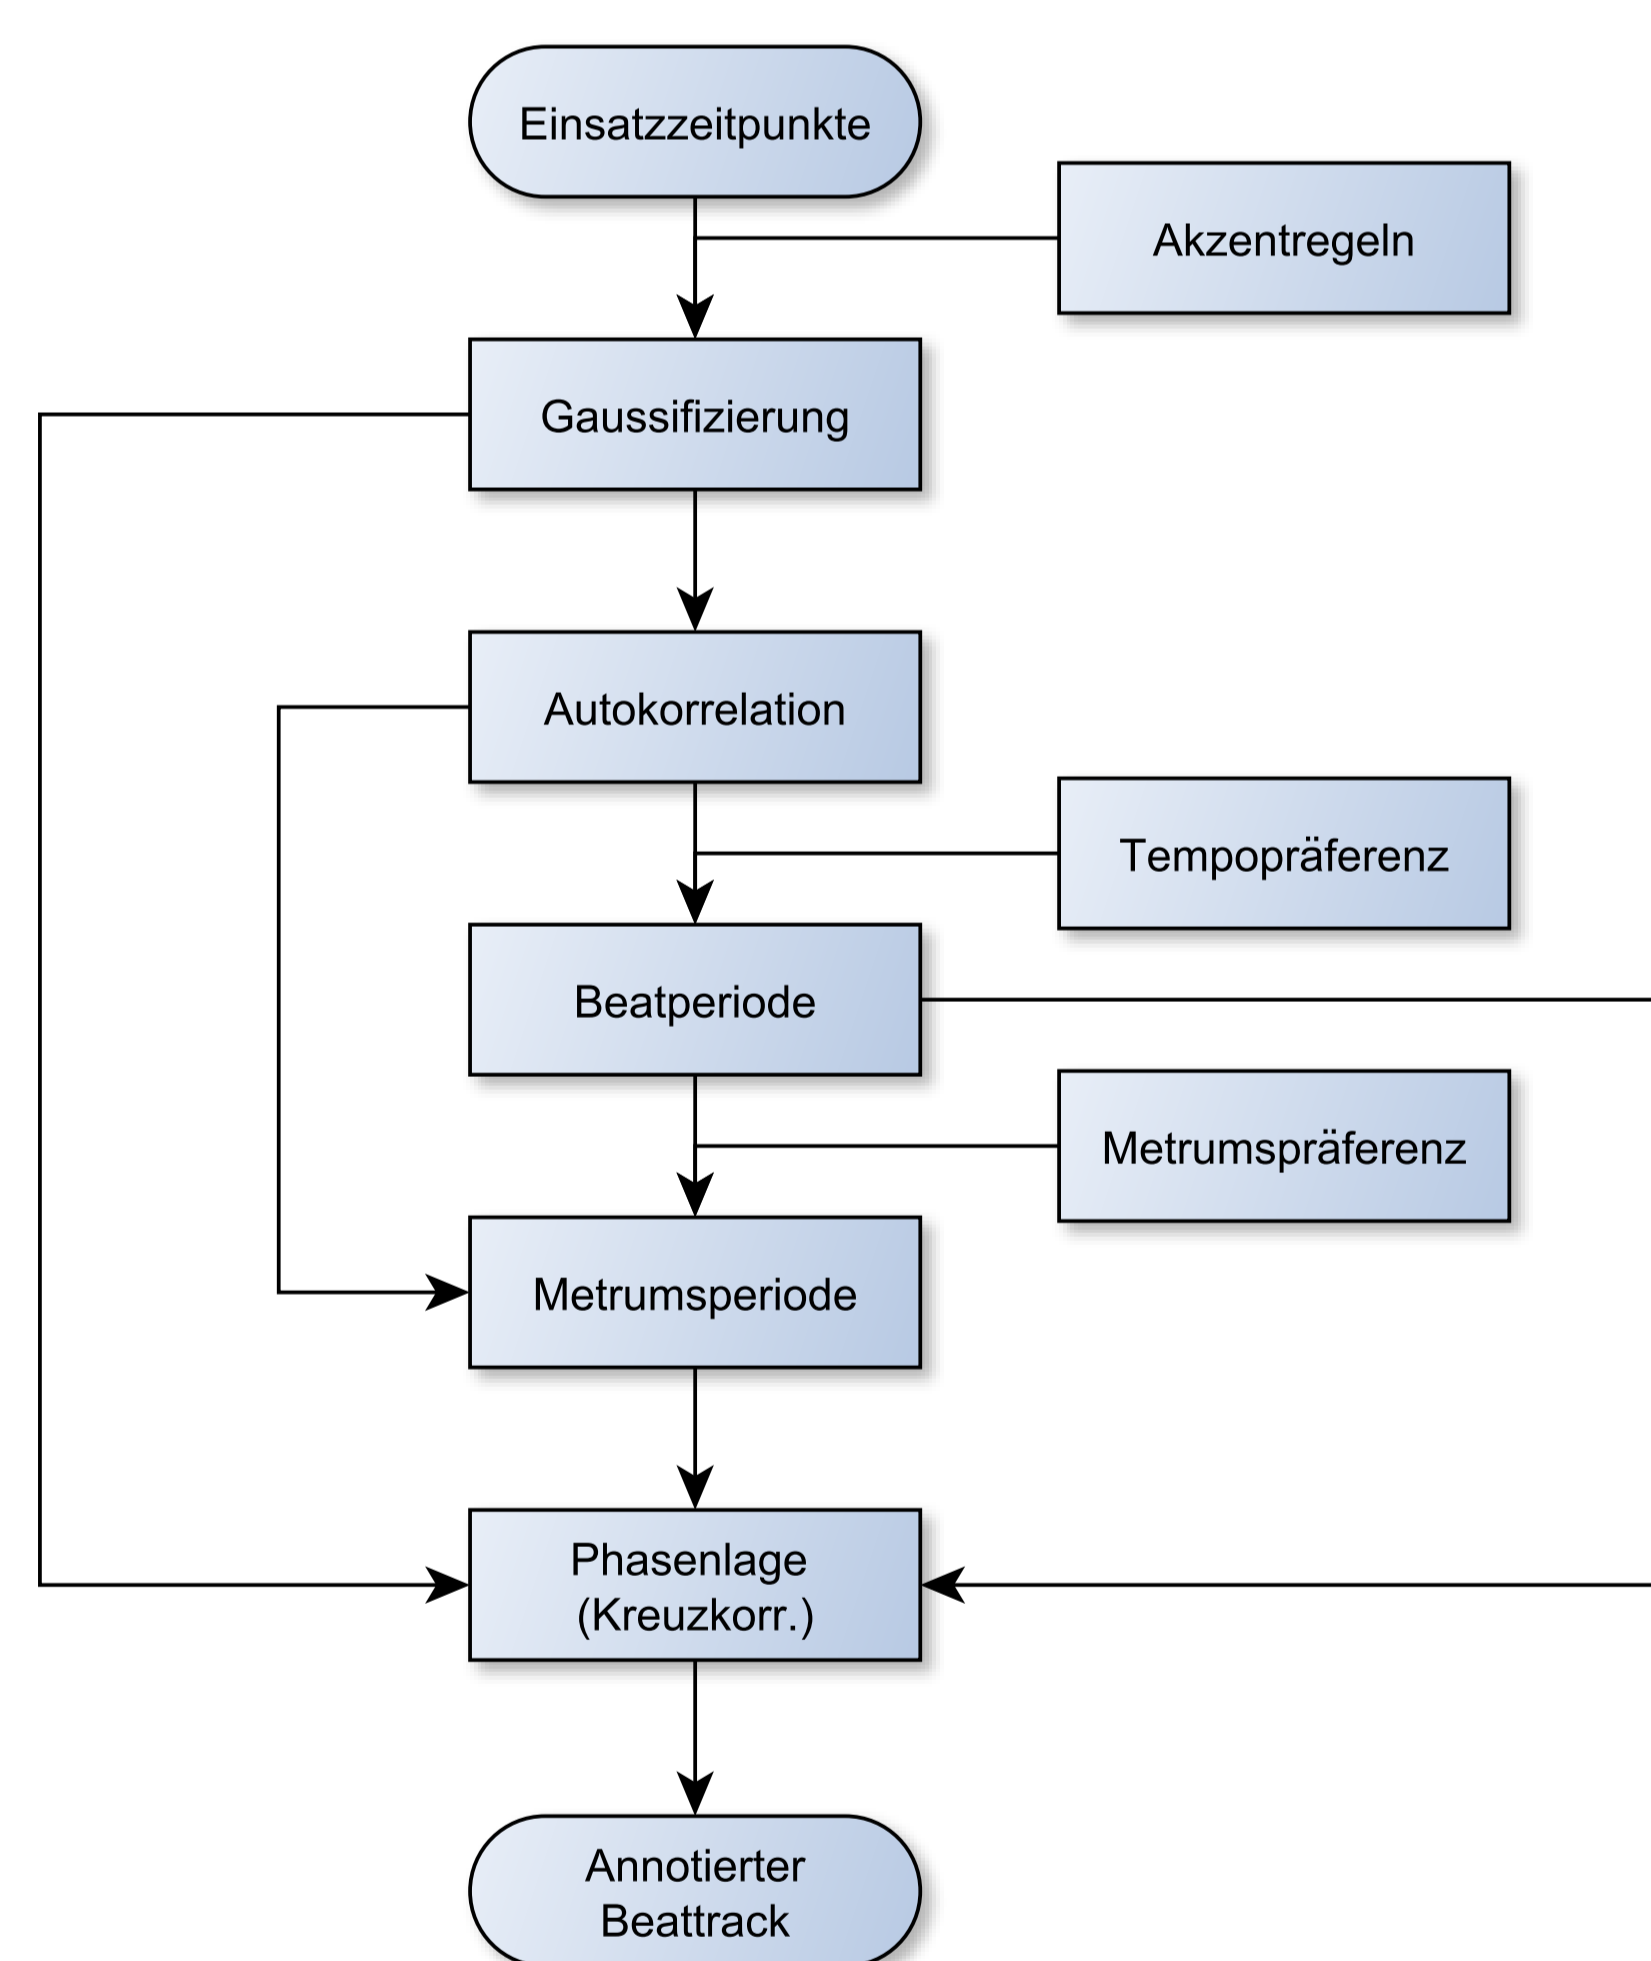 Einsatzzeitpunkte
Akzentregeln
Gaussifizierung
Autokorrelation
Tempopräferenz
Beatperiode
Metrumspräferenz
Metrumsperiode
Phasenlage
(Kreuzkorr.)
Annotierter
Beattrack